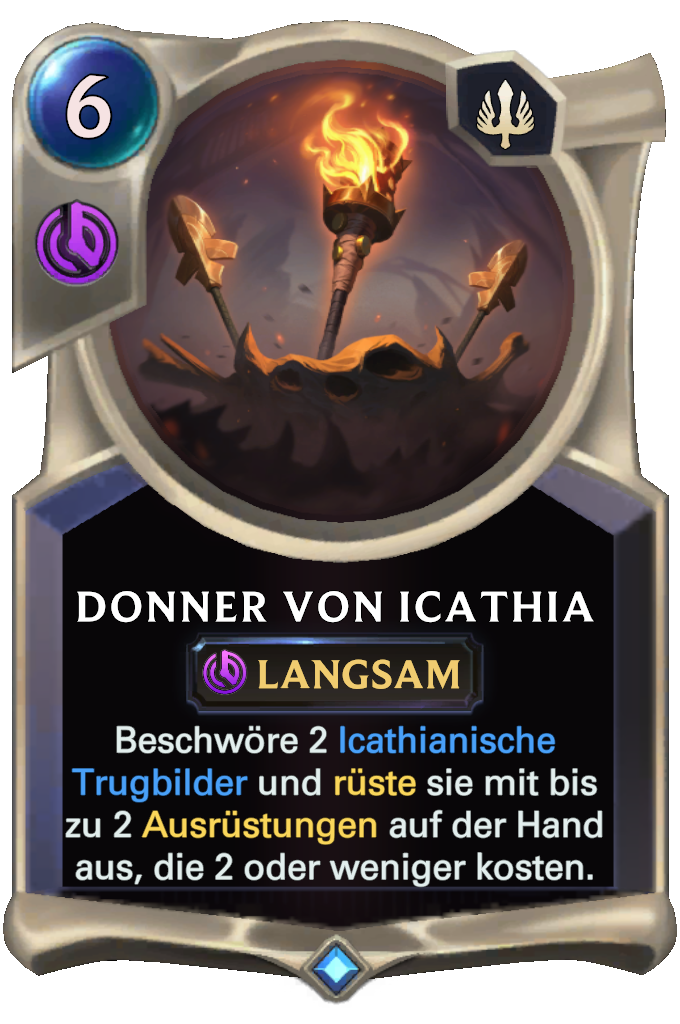 6
DONNER VON ICATHIA
LANGSAM
Beschwöre 2 Icathianische
Trugbilder und rüste sie mit bis
zu 2 Ausrüstungen auf der Hand
aus, die 2 oder weniger kosten.